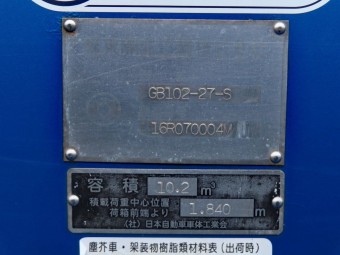 GB102-27-S
16R070004
容積 10.2 m³
積載荷重中心位置
荷箱前端より 1.840 m
(社)日本自動車車体工業会
塵芥車・架装物樹脂類材料表(出荷時)